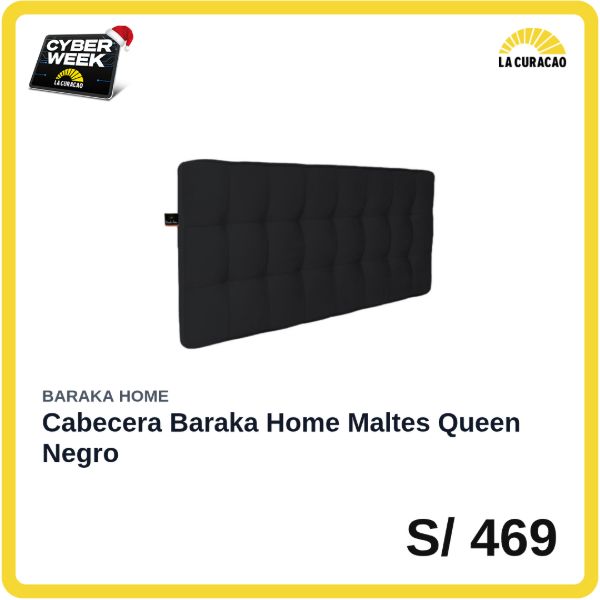 CYBER
WEEK
LA CURACAO
LA CURACAO
BARAKA HOME
Cabecera Baraka Home Maltes Queen
Negro
S/ 469